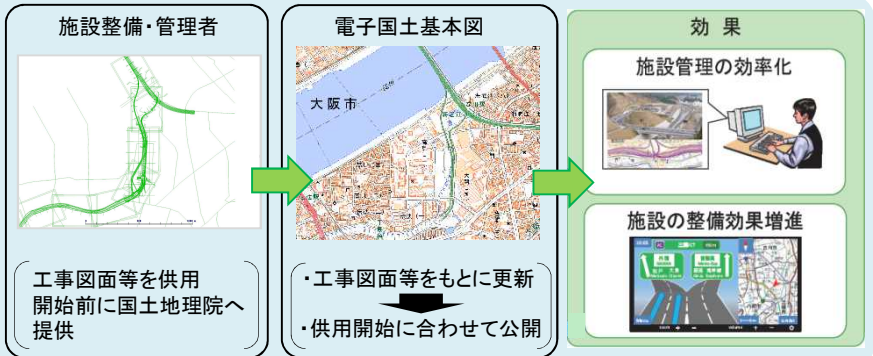 施設整備・管理者
工事図面等を供用
開始前に国土地理院へ
提供
電子国土基本図
大阪市
・工事図面等をもとに更新
・供用開始に合わせて公開
効果
施設管理の効率化
施設の整備効果増進